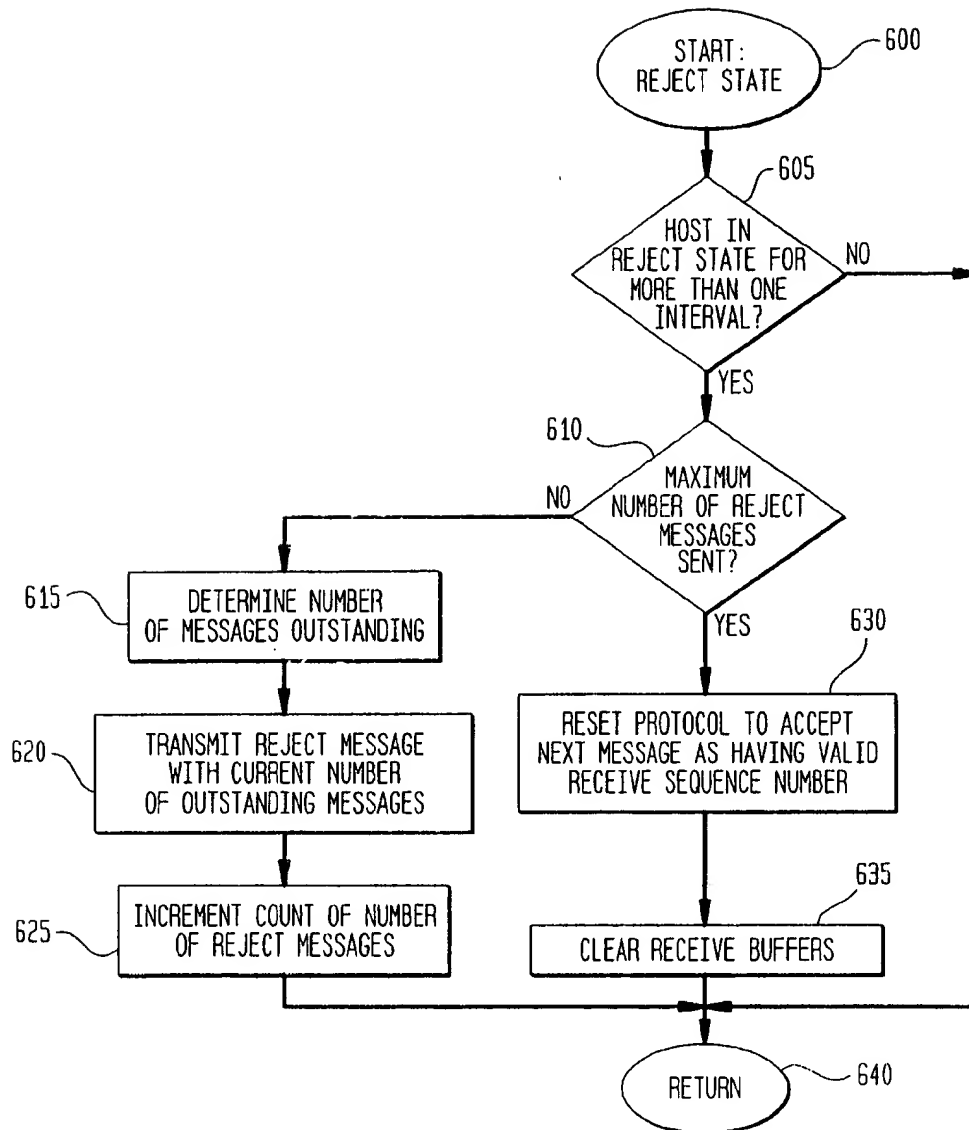 START:
REJECT STATE
600
605
HOST IN
REJECT STATE FOR
MORE THAN ONE
INTERVAL?
NO
YES
610
MAXIMUM
NUMBER OF REJECT
MESSAGES
SENT?
NO
YES
615
DETERMINE NUMBER
OF MESSAGES OUTSTANDING
620
TRANSMIT REJECT MESSAGE
WITH CURRENT NUMBER
OF OUTSTANDING MESSAGES
625
INCREMENT COUNT OF NUMBER
OF REJECT MESSAGES
630
RESET PROTOCOL TO ACCEPT
NEXT MESSAGE AS HAVING VALID
RECEIVE SEQUENCE NUMBER
635
CLEAR RECEIVE BUFFERS
RETURN
640